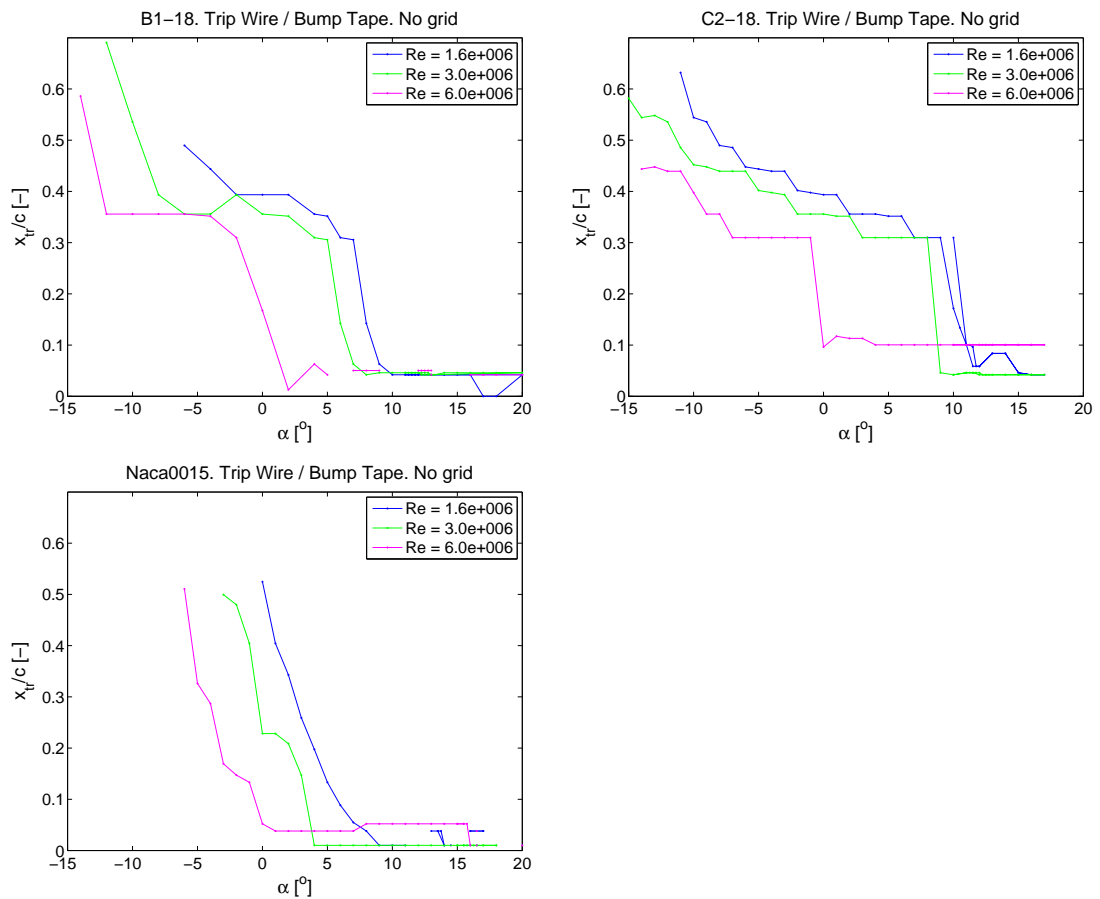 B1−18. Trip Wire / Bump Tape. No grid
Re = 1.6e+006
Re = 3.0e+006
Re = 6.0e+006
0.6
0.5
0.4
0.3
0.2
0.1
0
x_tr/c [−]
−15 −10 −5 0 5 10 15 20
α [°]
C2−18. Trip Wire / Bump Tape. No grid
Re = 1.6e+006
Re = 3.0e+006
Re = 6.0e+006
0.6
0.5
0.4
0.3
0.2
0.1
0
x_tr/c [−]
−15 −10 −5 0 5 10 15 20
α [°]
Naca0015. Trip Wire / Bump Tape. No grid
Re = 1.6e+006
Re = 3.0e+006
Re = 6.0e+006
0.6
0.5
0.4
0.3
0.2
0.1
0
x_tr/c [−]
−15 −10 −5 0 5 10 15 20
α [°]